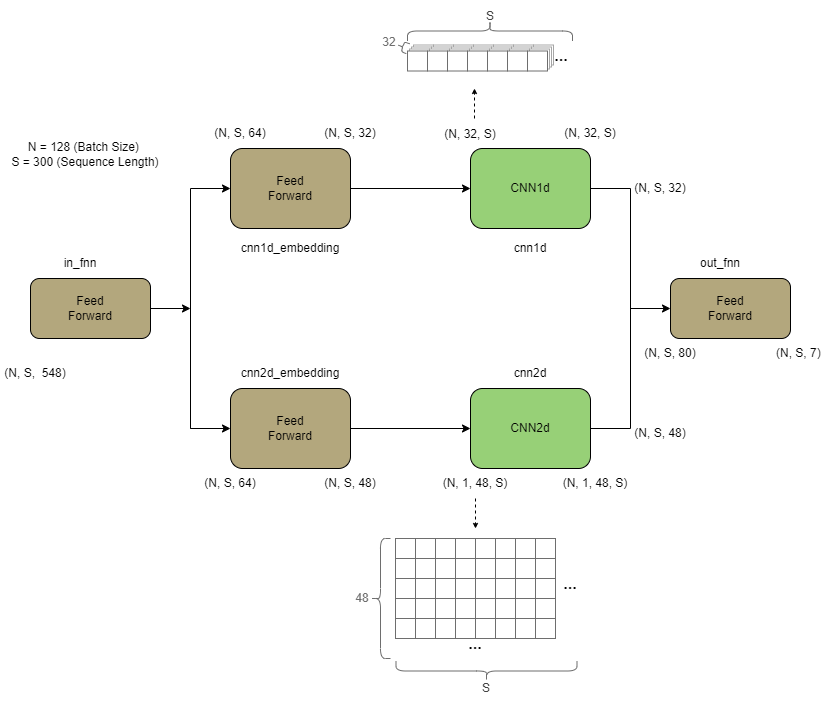 S
32
...
(N, S, 64)
(N, S, 32)
(N, 32, S)
(N, 32, S)
N = 128 (Batch Size)
S = 300 (Sequence Length)
Feed
Forward
CNN1d
(N, S, 32)
cnn1d_embedding
cnn1d
in_fnn
out_fnn
Feed
Forward
Feed
Forward
(N, S, 80)
(N, S, 7)
(N, S, 548)
cnn2d_embedding
cnn2d
Feed
Forward
CNN2d
(N, S, 48)
(N, S, 64)
(N, S, 48)
(N, 1, 48, S)
(N, 1, 48, S)
...
48
...
S